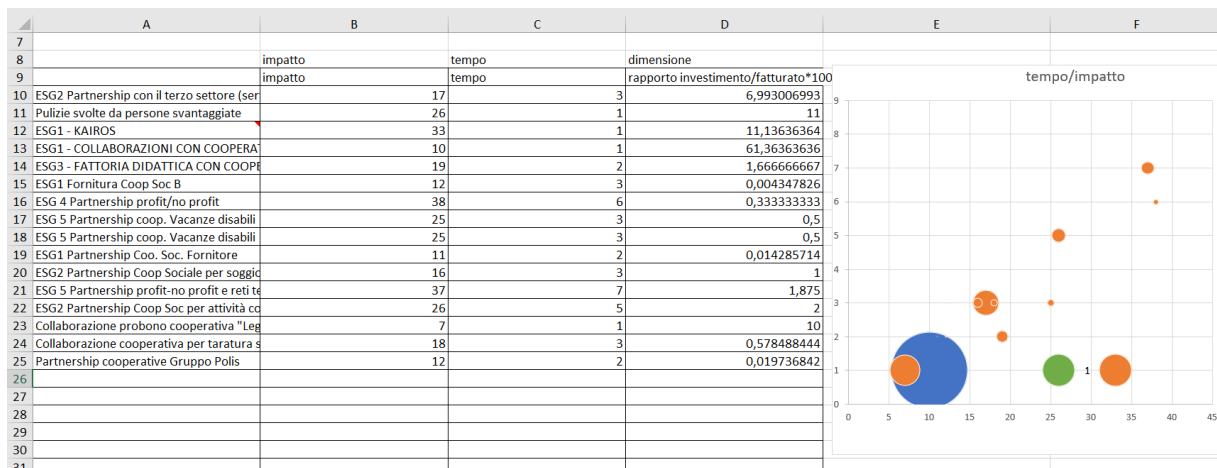 A B C D E F
7
8 impatto tempo dimensione
9 impatto tempo rapporto investimento/fatturato*100
10 ESG2 Partnership con il terzo settore (ser 17 3 6,993006993
11 Pulizie svolte da persone svantaggiate 26 1 11
12 ESG1 - KAIROS 33 1 11,13636364
13 ESG1 - COLLABORAZIONI CON COOPERAT 10 1 61,36363636
14 ESG3 - FATTORIA DIDATTICA CON COOPE 19 2 1,666666667
15 ESG1 Fornitura Coop Soc B 12 3 0,004347826
16 ESG 4 Partnership profit/no profit 38 6 0,333333333
17 ESG 5 Partnership coop. Vacanze disabili 25 3 0,5
18 ESG 5 Partnership coop. Vacanze disabili 25 3 0,5
19 ESG1 Partnership Coo. Soc. Fornitore 11 2 0,014285714
20 ESG2 Partnership Coop Sociale per soggio 16 3 1
21 ESG 5 Partnership profit-no profit e reti te 37 7 1,875
22 ESG2 Partnership Coop Soc per attività co 26 5 2
23 Collaborazione probono cooperativa "Leg 7 1 10
24 Collaborazione cooperativa per taratura s 18 3 0,578488444
25 Partnership cooperative Gruppo Polis 12 2 0,019736842
26
27
28
29
30
31
tempo/impatto
9
8
7
6
5
4
3
2
1 1
0
0 5 10 15 20 25 30 35 40 45